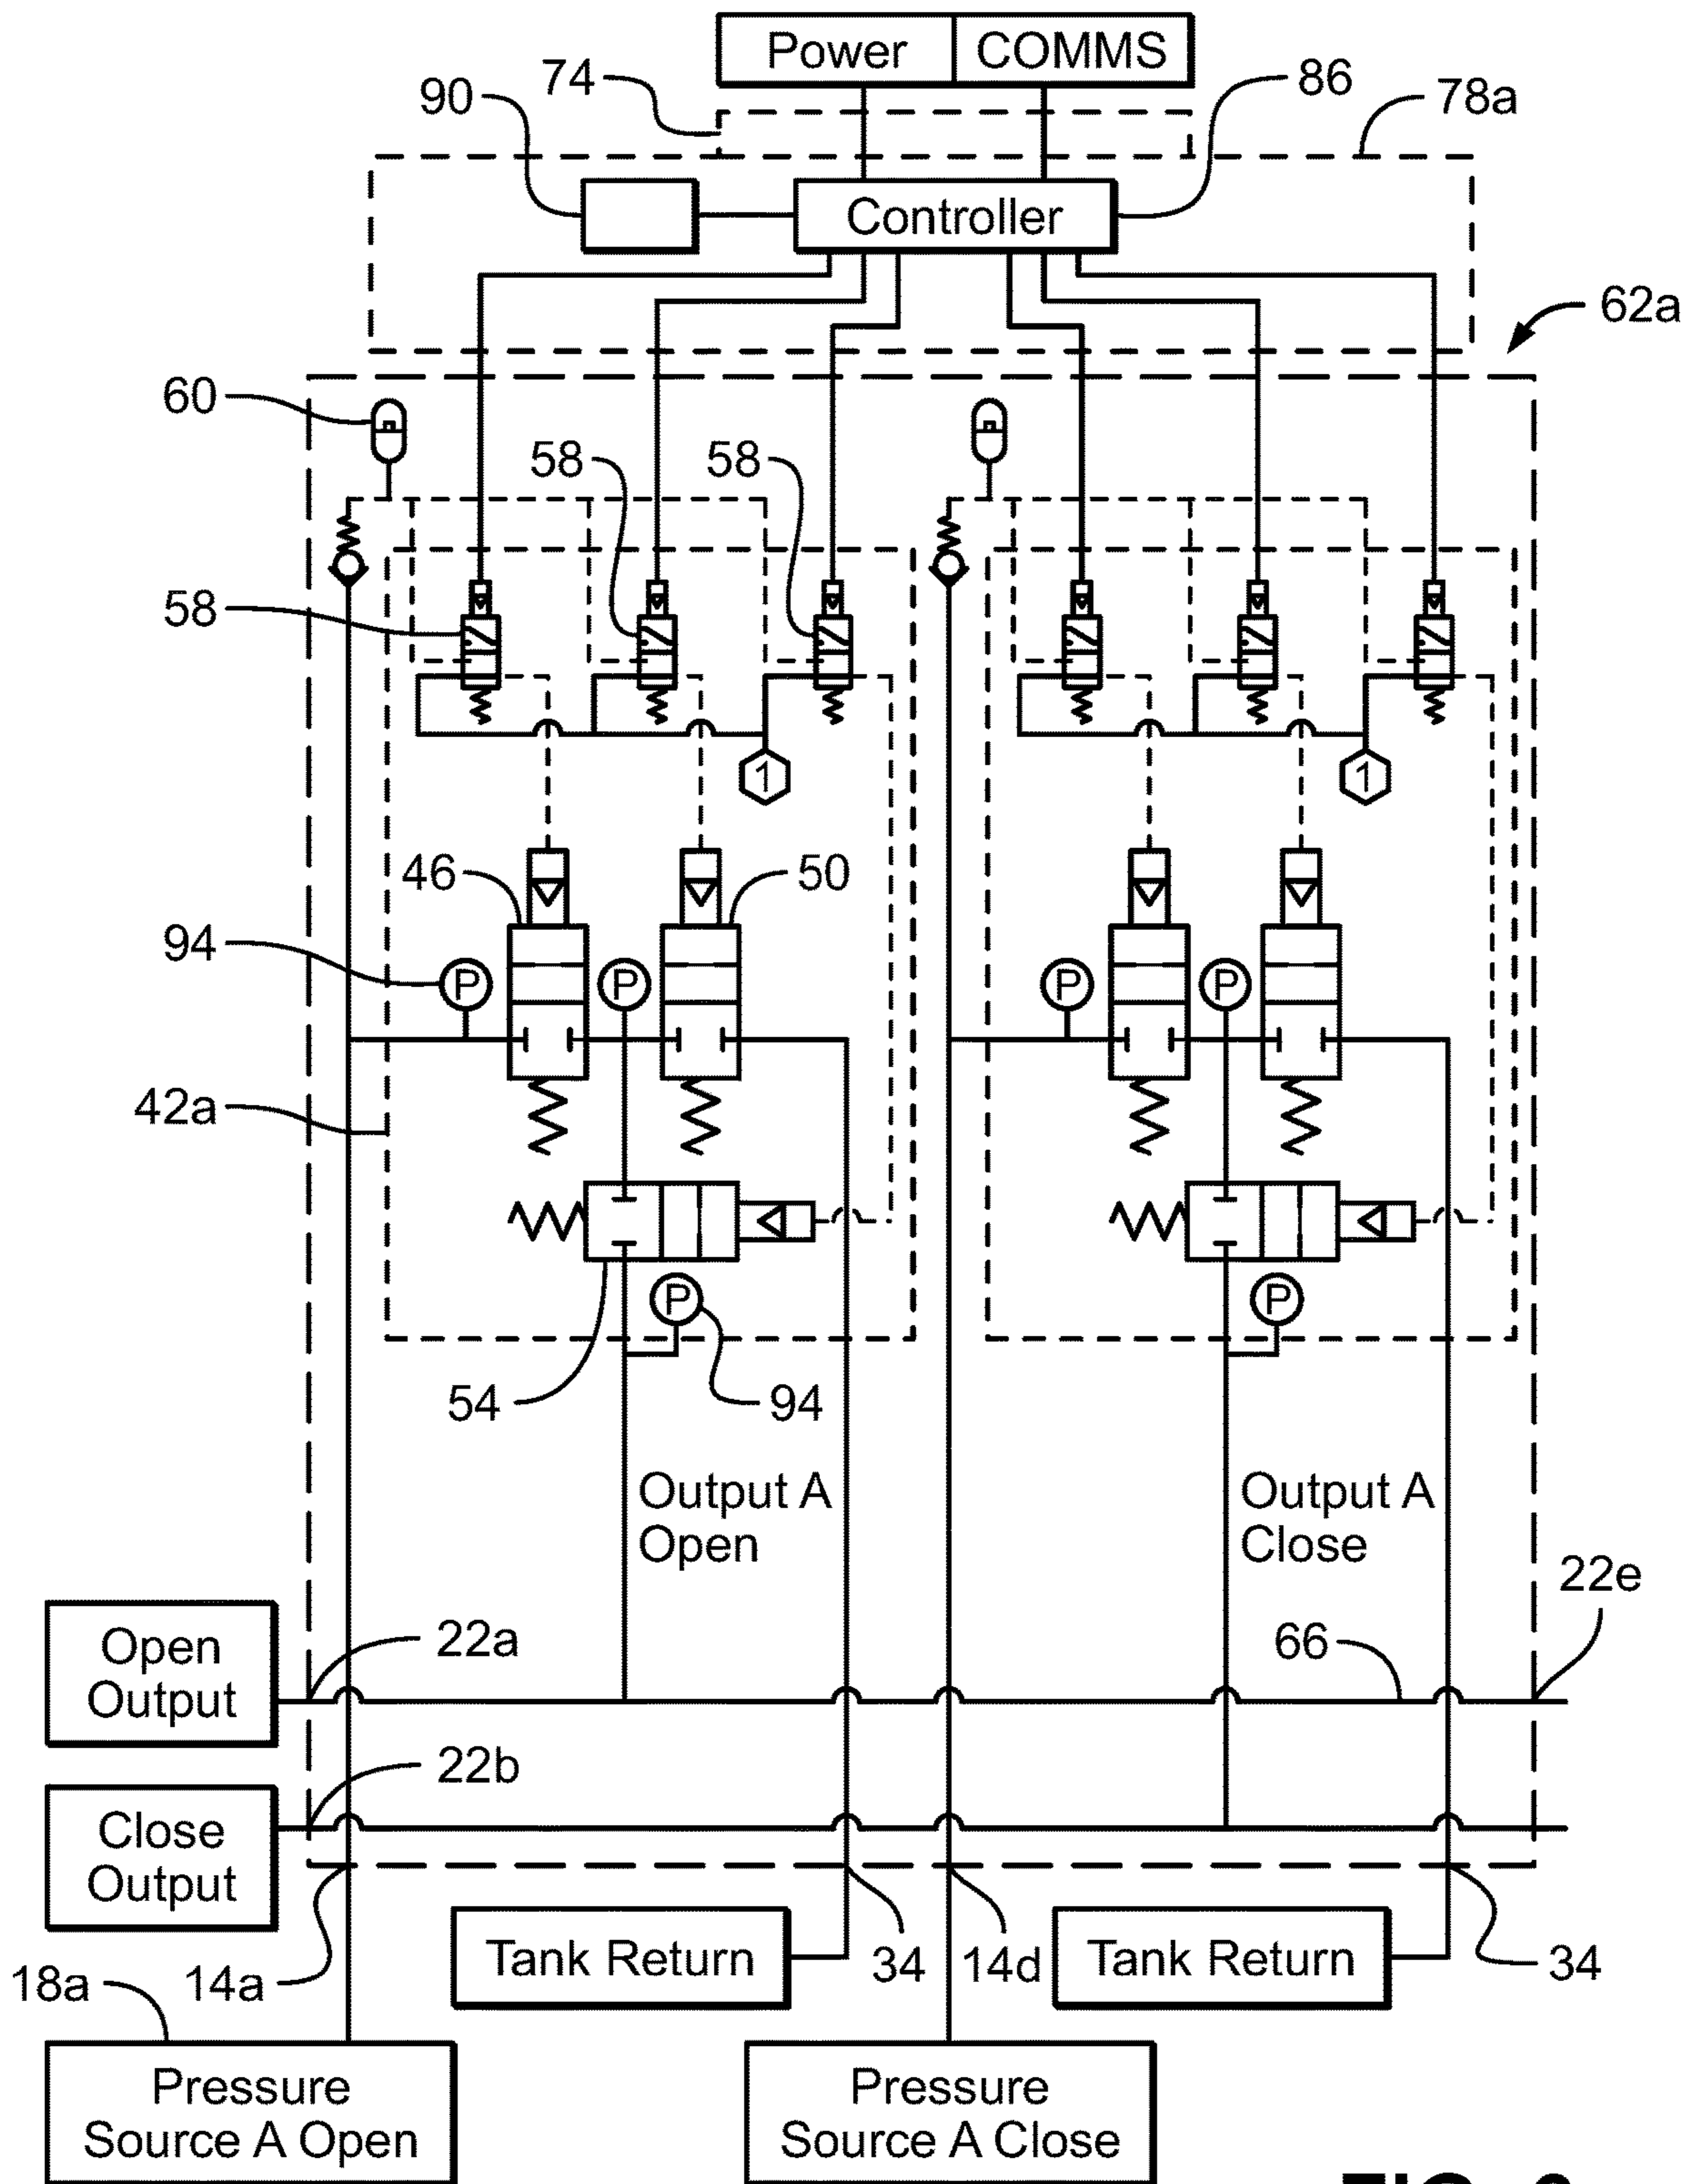 Power COMMS
74
86
90
78a
Controller
62a
60
58 58
58
1 1
46 50
94
P P P P
42a
P P
54 94
Output A
Open
Output A
Close
22e
Open
Output
22a
66
22b
Close
Output
Tank Return
34
14d
Tank Return
34
18a
14a
Pressure
Source A Open
Pressure
Source A Close